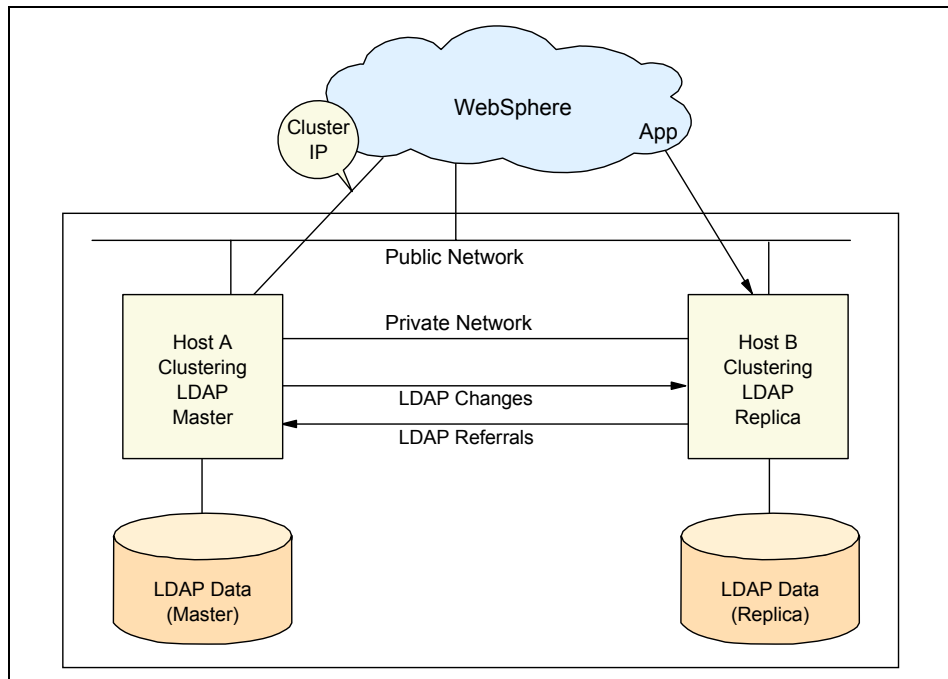 WebSphere
Cluster
IP
App
Public Network
Private Network
Host A
Clustering
LDAP
Master
Host B
Clustering
LDAP
Replica
LDAP Changes
LDAP Referrals
LDAP Data
(Master)
LDAP Data
(Replica)